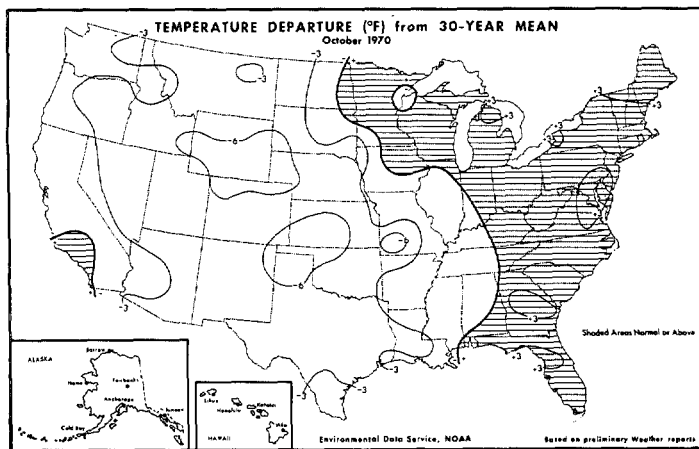 TEMPERATURE DEPARTURE (°F) from 30-YEAR MEAN
October 1970
-3
-3
-3
-3
-6
-6
-3
-3
-3
+3
+3
+3
+3
+3
Shaded Areas Normal or Above
ALASKA
Barrow
Nome
Fairbanks
Anchorage
Juneau
Cold Bay
Lihue
Honolulu
Kahului
Hilo
HAWAII
Environmental Data Service, NOAA
Based on preliminary Weather reports